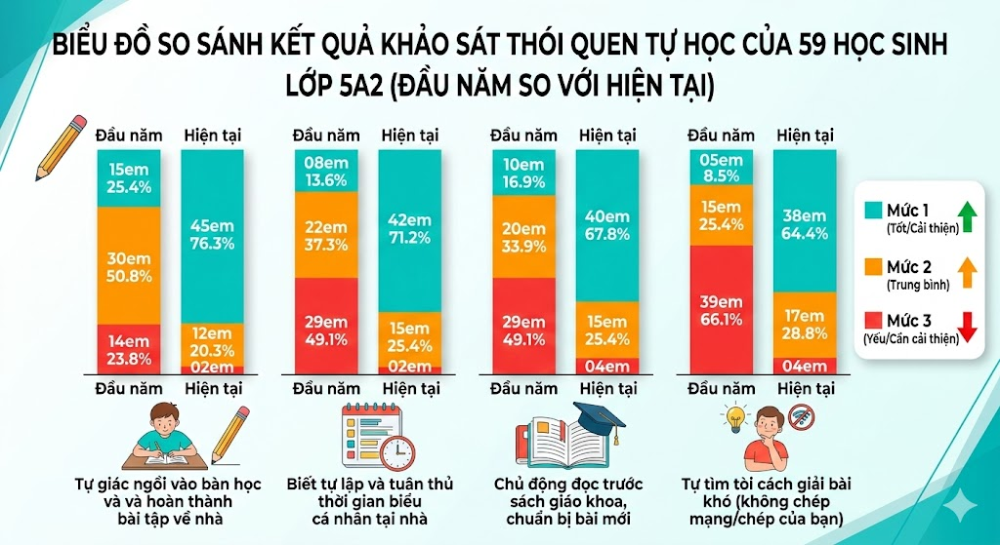 BIỂU ĐỒ SO SÁNH KẾT QUẢ KHẢO SÁT THÓI QUEN TỰ HỌC CỦA 59 HỌC SINH
LỚP 5A2 (ĐẦU NĂM SO VỚI HIỆN TẠI)
Đầu năm Hiện tại
15em
25.4%
30em
50.8%
14em
23.8%
45em
76.3%
12em
20.3%
02em
Đầu năm Hiện tại
Tự giác ngồi vào bàn học
và và hoàn thành
bài tập về nhà
Đầu năm Hiện tại
08em
13.6%
22em
37.3%
29em
49.1%
42em
71.2%
15em
25.4%
02em
Đầu năm Hiện tại
Biết tự lập và tuân thủ
thời gian biểu
cá nhân tại nhà
Đầu năm Hiện tại
10em
16.9%
20em
33.9%
29em
49.1%
40em
67.8%
15em
25.4%
04em
Đầu năm Hiện tại
Chủ động đọc trước
sách giáo khoa,
chuẩn bị bài mới
Đầu năm Hiện tại
05em
8.5%
15em
25.4%
39em
66.1%
38em
64.4%
17em
28.8%
04em
Đầu năm Hiện tại
Tự tìm tòi cách giải bài
khó (không chép
mạng/chép của bạn)
Mức 1
(Tốt/Cải thiện)
Mức 2
(Trung bình)
Mức 3
(Yếu/Cần cải thiện)